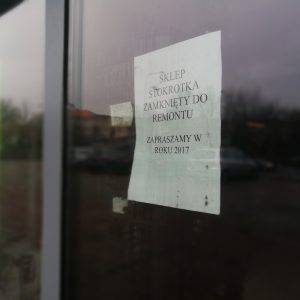 SKLEP
STOKROTKA
ZAMKNIĘTY DO
REMONTU
ZAPRASZAMY W
ROKU 2017